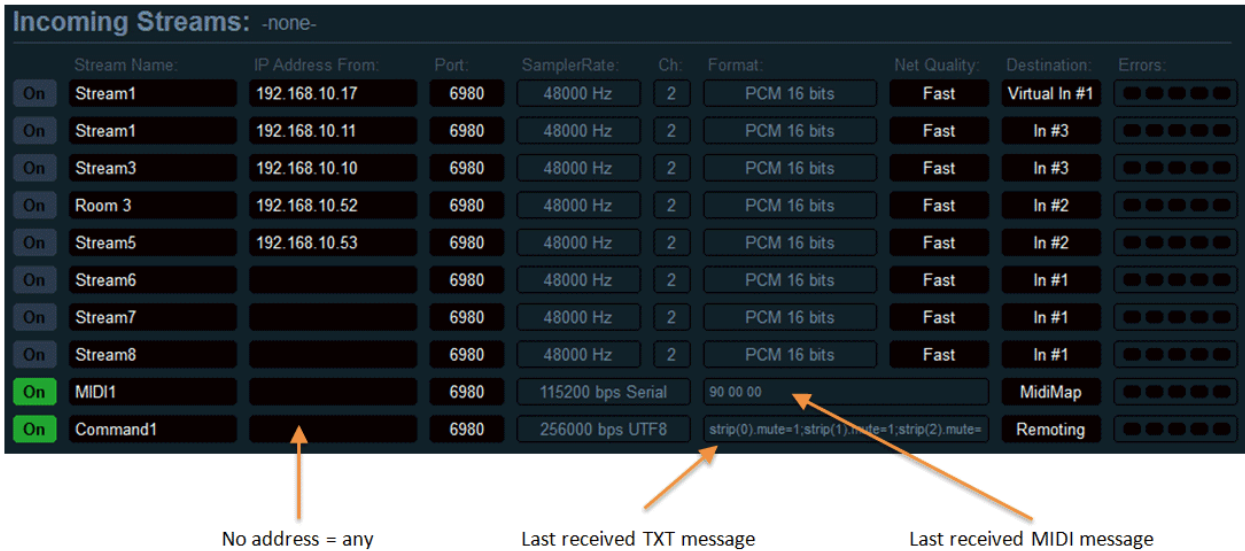 Incoming Streams: -none-
Stream Name: IP Address From: Port: SamplerRate: Ch: Format: Net Quality: Destination: Errors:
On Stream1 192.168.10.17 6980 48000 Hz 2 PCM 16 bits Fast Virtual In #1
On Stream1 192.168.10.11 6980 48000 Hz 2 PCM 16 bits Fast In #3
On Stream3 192.168.10.10 6980 48000 Hz 2 PCM 16 bits Fast In #3
On Room 3 192.168.10.52 6980 48000 Hz 2 PCM 16 bits Fast In #2
On Stream5 192.168.10.53 6980 48000 Hz 2 PCM 16 bits Fast In #2
On Stream6 6980 48000 Hz 2 PCM 16 bits Fast In #1
On Stream7 6980 48000 Hz 2 PCM 16 bits Fast In #1
On Stream8 6980 48000 Hz 2 PCM 16 bits Fast In #1
On MIDI1 6980 115200 bps Serial 90 00 00 MidiMap
On Command1 6980 256000 bps UTF8 strip(0).mute=1;strip(1).mute=1;strip(2).mute= Remoting
No address = any Last received TXT message Last received MIDI message